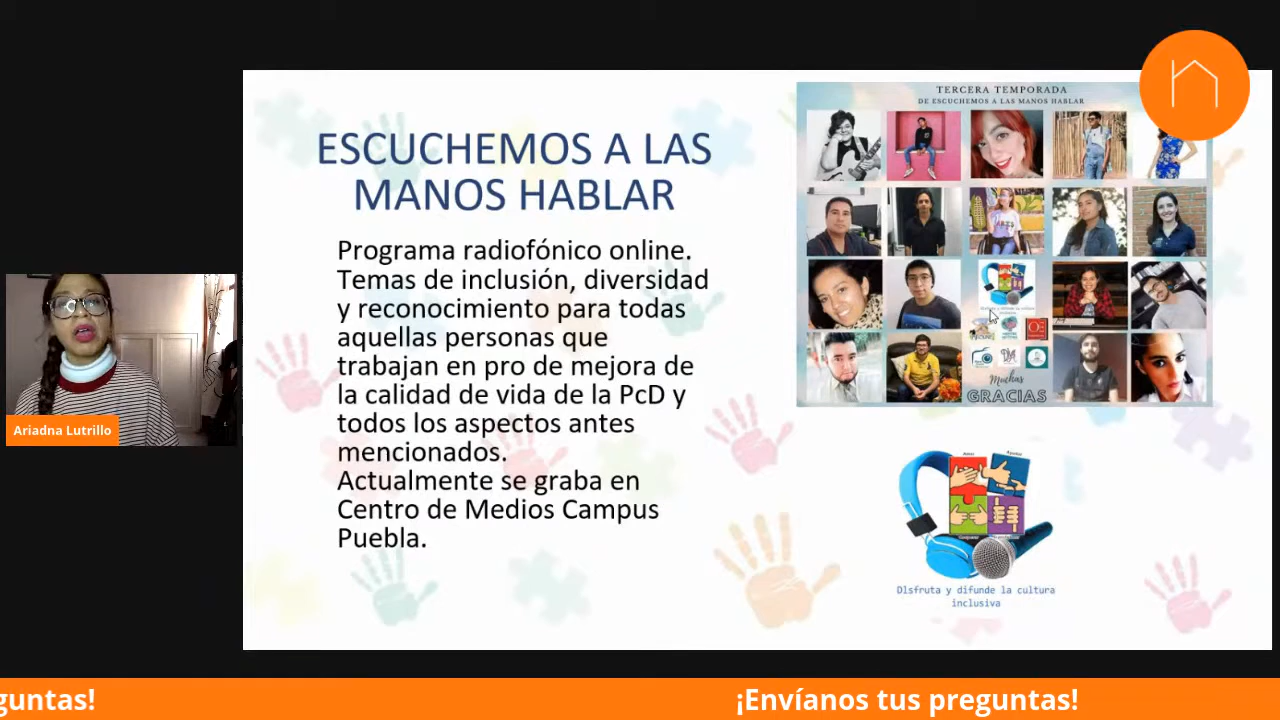 TERCERA TEMPORADA
DE ESCUCHEMOS A LAS MANOS HABLAR
ESCUCHEMOS A LAS
MANOS HABLAR
Programa radiofónico online.
Temas de inclusión, diversidad
y reconocimiento para todas
aquellas personas que
trabajan en pro de mejora de
la calidad de vida de la PcD y
todos los aspectos antes
mencionados.
Actualmente se graba en
Centro de Medios Campus
Puebla.
Muchas
GRACIAS
Ariadna Lutrillo
DIsfruta y difunde la cultura
inclusiva
guntas!
¡Envíanos tus preguntas!